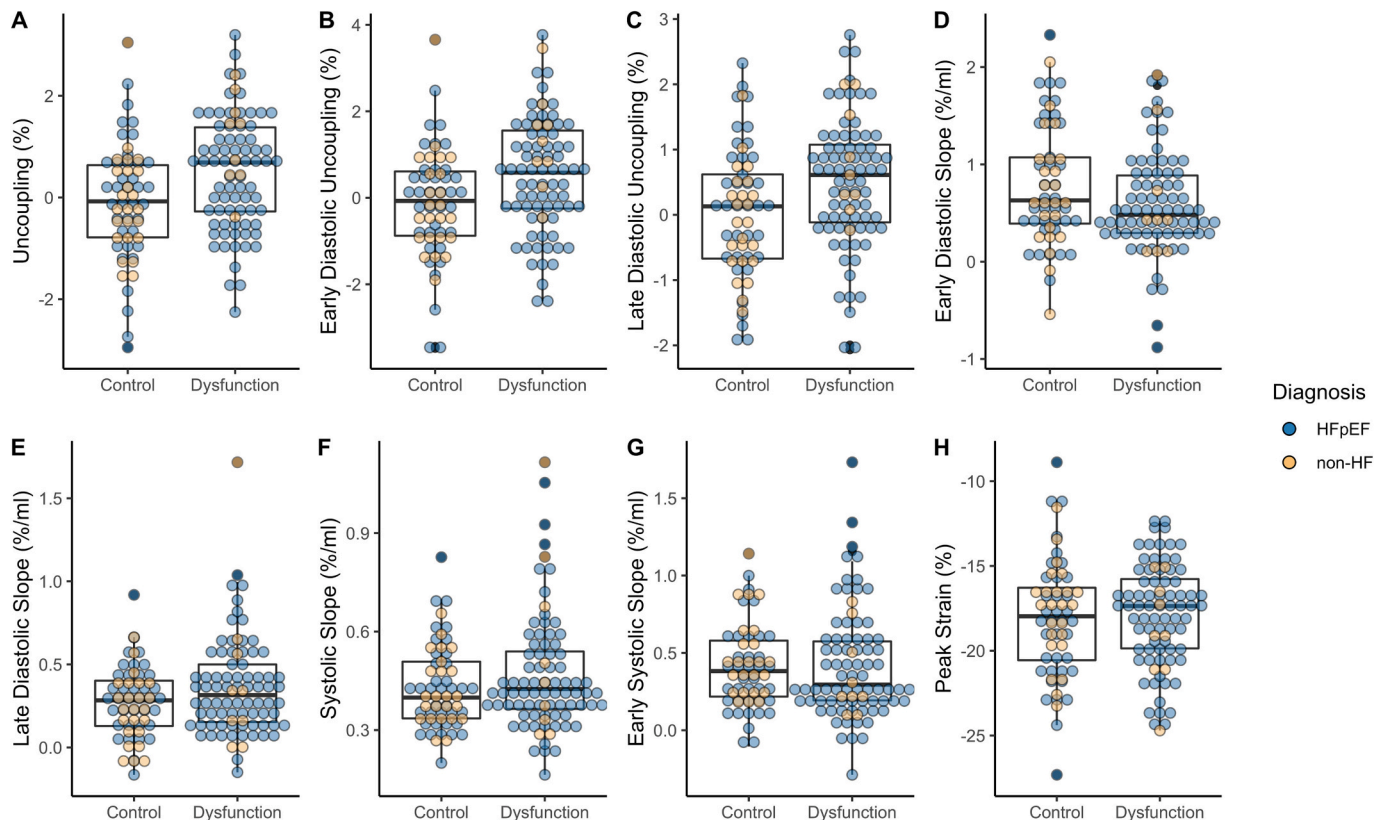 A
Uncoupling (%)
2
0
-2
Control
Dysfunction
B
Early Diastolic Uncoupling (%)
4
2
0
-2
Control
Dysfunction
C
Late Diastolic Uncoupling (%)
3
2
1
0
-1
-2
Control
Dysfunction
D
Early Diastolic Slope (%/ml)
2
1
0
-1
Control
Dysfunction
Diagnosis
HFpEF
non-HF
E
Late Diastolic Slope (%/ml)
1.5
1.0
0.5
0.0
Control
Dysfunction
F
Systolic Slope (%/ml)
0.9
0.6
0.3
Control
Dysfunction
G
Early Systolic Slope (%/ml)
1.5
1.0
0.5
0.0
Control
Dysfunction
H
Peak Strain (%)
-10
-15
-20
-25
Control
Dysfunction